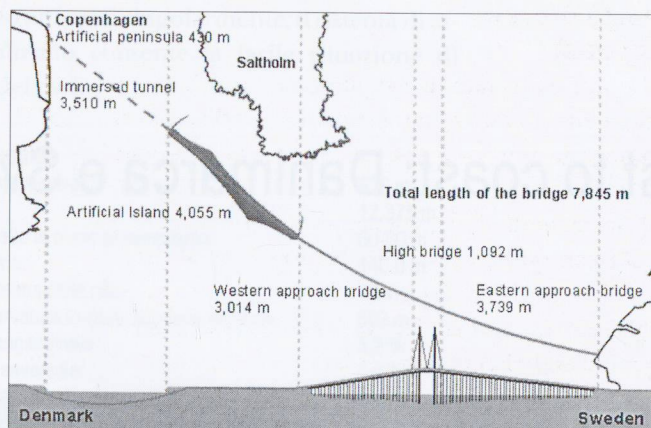 Copenhagen
Artificial peninsula 430 m
Saltholm
Immersed tunnel
3,510 m
Total length of the bridge 7,845 m
Artificial Island 4,055 m
High bridge 1,092 m
Western approach bridge
3,014 m
Eastern approach bridge
3,739 m
Denmark
Sweden